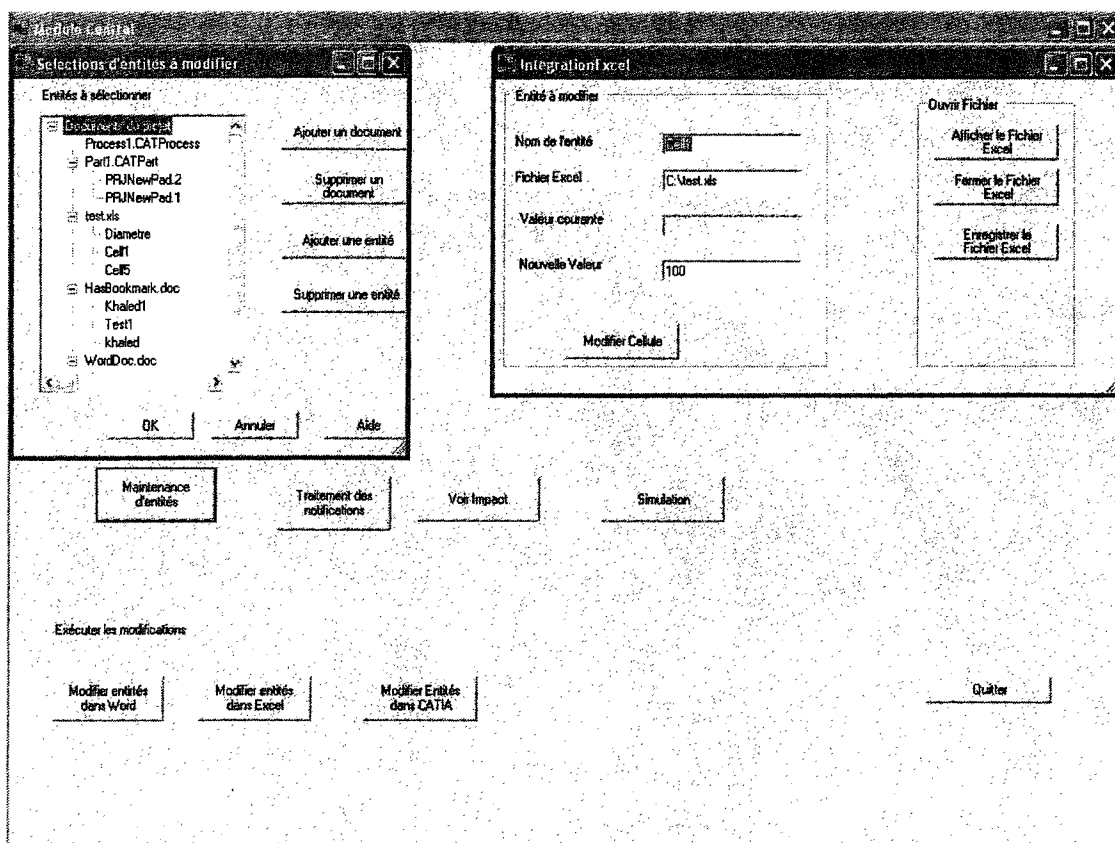 Module Central
Sélections d'entités à modifier
Entités à sélectionner
Process1.CATProcess
Part1.CATPart
PRJNewPad.2
PRJNewPad.1
test.xls
Diametre
Cell1
Cell5
HasBookmark.doc
Khaled1
Test1
khaled
WordDoc.doc
Ajouter un document
Supprimer un
document
Ajouter une entité
Supprimer une entité
OK
Annuler
Aide
IntegrationExcel
Entité à modifier
Nom de l'entité
Fichier Excel
C:\test.xls
Valeur courante
Nouvelle Valeur
100
Modifier Cellule
Ouvrir Fichier
Afficher le Fichier
Excel
Fermer le Fichier
Excel
Enregistrer le
Fichier Excel
Maintenance
d'entités
Traitement des
notifications
Voir Impact
Simulation
Exécuter les modifications
Modifier entités
dans Word
Modifier entités
dans Excel
Modifier Entités
dans CATIA
Quitter